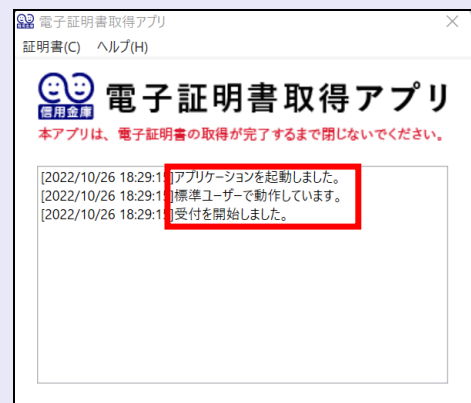 電子証明書取得アプリ
証明書(C) ヘルプ(H)
信用金庫
電子証明書取得アプリ
本アプリは、電子証明書の取得が完了するまで閉じないでください。
[2022/10/26 18:29:15]アプリケーションを起動しました。
[2022/10/26 18:29:15]標準ユーザーで動作しています。
[2022/10/26 18:29:15]受付を開始しました。